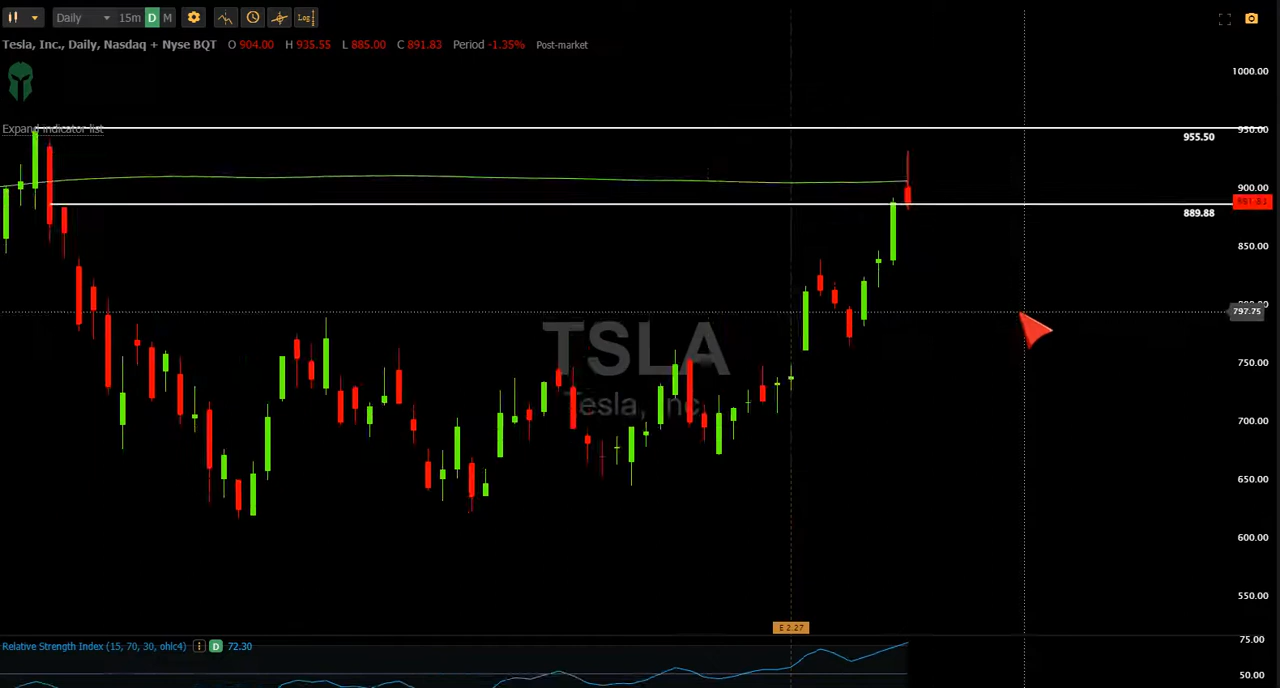 Daily 15m D M Log
Tesla, Inc., Daily, Nasdaq + Nyse BQT O 904.00 H 935.55 L 885.00 C 891.83 Period -1.35% Post-market
Expand indicator list
1000.00
950.00
955.50
900.00
891.83
889.88
850.00
797.75
TSLA
Tesla, Inc.
750.00
700.00
650.00
600.00
550.00
E 2.27
Relative Strength Index (15, 70, 30, ohlc4) D 72.30
75.00
50.00